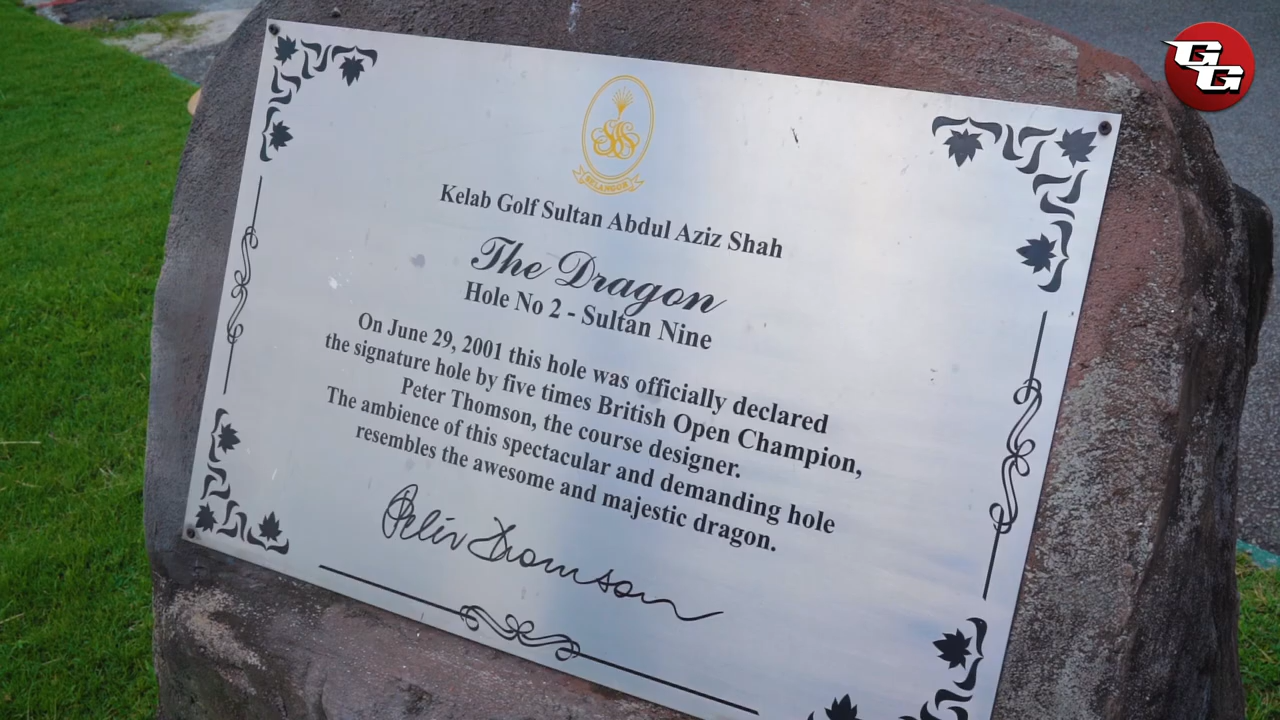 GG
SELANGOR
Kelab Golf Sultan Abdul Aziz Shah
The Dragon
Hole No 2 - Sultan Nine
On June 29, 2001 this hole was officially declared
the signature hole by five times British Open Champion,
Peter Thomson, the course designer.
The ambience of this spectacular and demanding hole
resembles the awesome and majestic dragon.
Peter Thomson